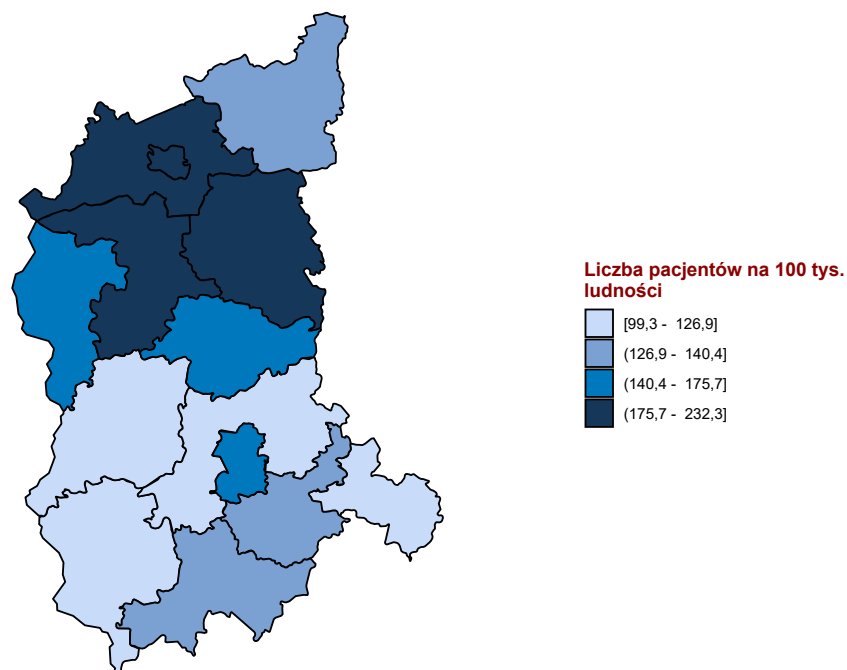 Liczba pacjentów na 100 tys.
ludności
[99,3 - 126,9]
(126,9 - 140,4]
(140,4 - 175,7]
(175,7 - 232,3]